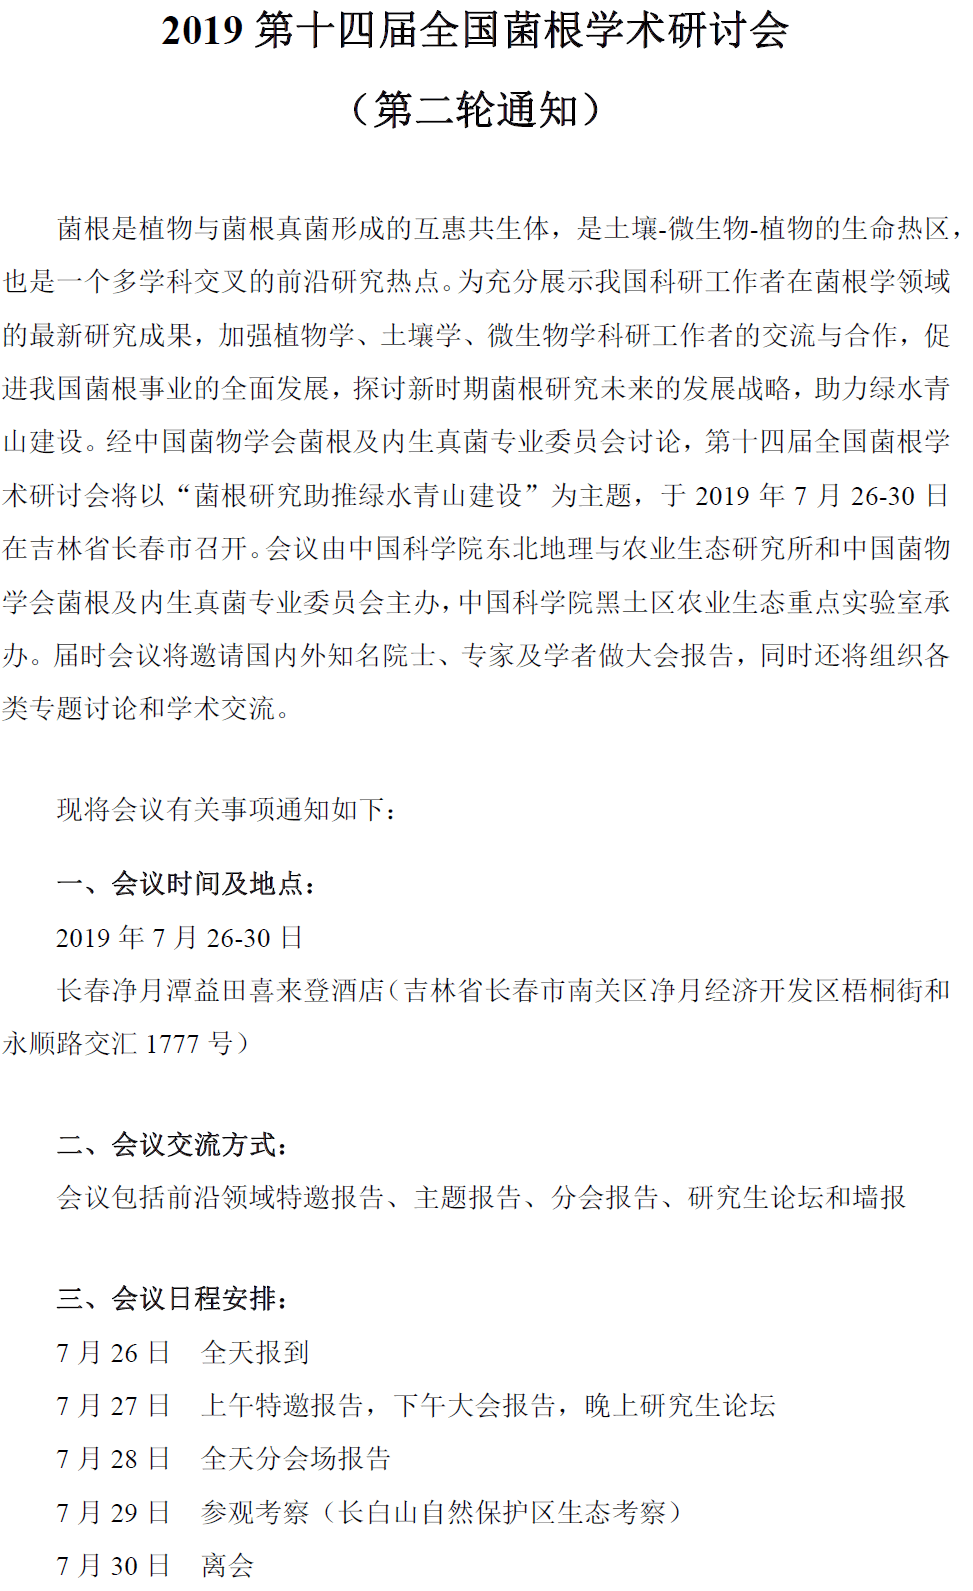 2019 第十四届全国菌根学术研讨会
（第二轮通知）
菌根是植物与菌根真菌形成的互惠共生体，是土壤-微生物-植物的生命热区，
也是一个多学科交叉的前沿研究热点。为充分展示我国科研工作者在菌根学领域
的最新研究成果，加强植物学、土壤学、微生物学科研工作者的交流与合作，促
进我国菌根事业的全面发展，探讨新时期菌根研究未来的发展战略，助力绿水青
山建设。经中国菌物学会菌根及内生真菌专业委员会讨论，第十四届全国菌根学
术研讨会将以“菌根研究助推绿水青山建设”为主题，于 2019 年 7 月 26-30 日
在吉林省长春市召开。会议由中国科学院东北地理与农业生态研究所和中国菌物
学会菌根及内生真菌专业委员会主办，中国科学院黑土区农业生态重点实验室承
办。届时会议将邀请国内外知名院士、专家及学者做大会报告，同时还将组织各
类专题讨论和学术交流。
现将会议有关事项通知如下：
一、会议时间及地点：
2019 年 7 月 26-30 日
长春净月潭益田喜来登酒店（吉林省长春市南关区净月经济开发区梧桐街和
永顺路交汇 1777 号）
二、会议交流方式：
会议包括前沿领域特邀报告、主题报告、分会报告、研究生论坛和墙报
三、会议日程安排：
7 月 26 日 全天报到
7 月 27 日 上午特邀报告，下午大会报告，晚上研究生论坛
7 月 28 日 全天分会场报告
7 月 29 日 参观考察（长白山自然保护区生态考察）
7 月 30 日 离会